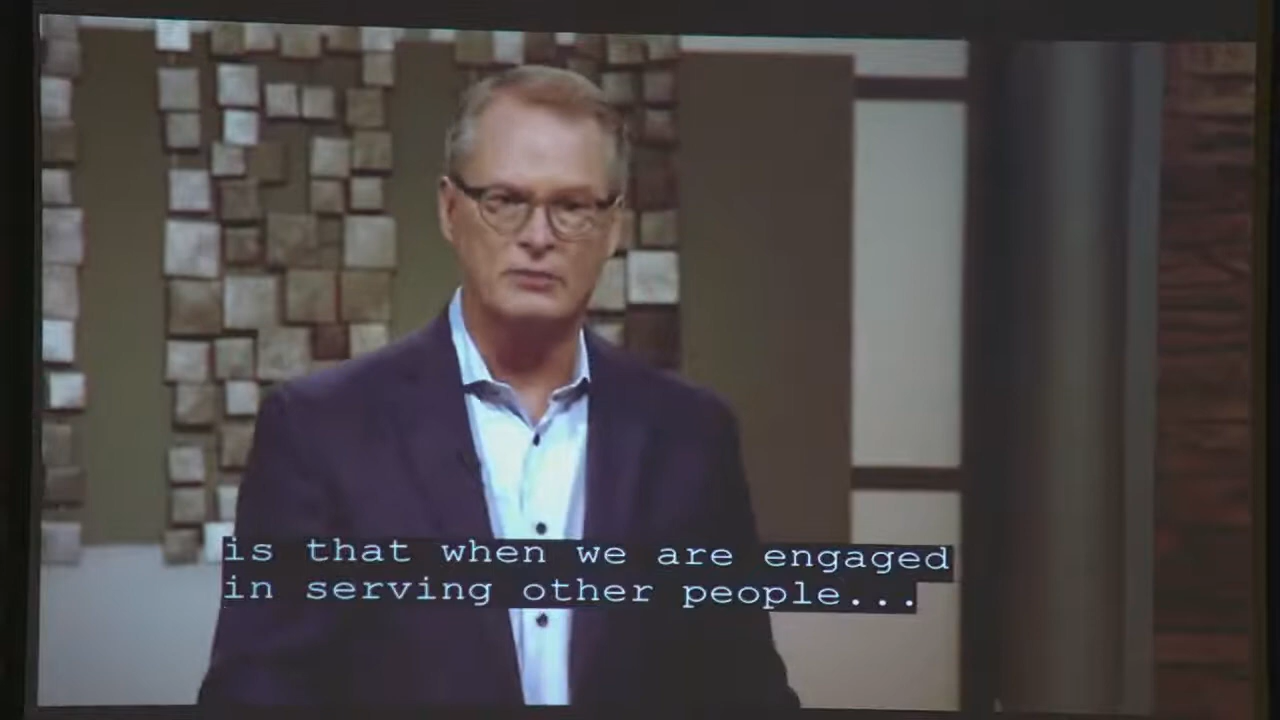 is that when we are engaged
in serving other people...